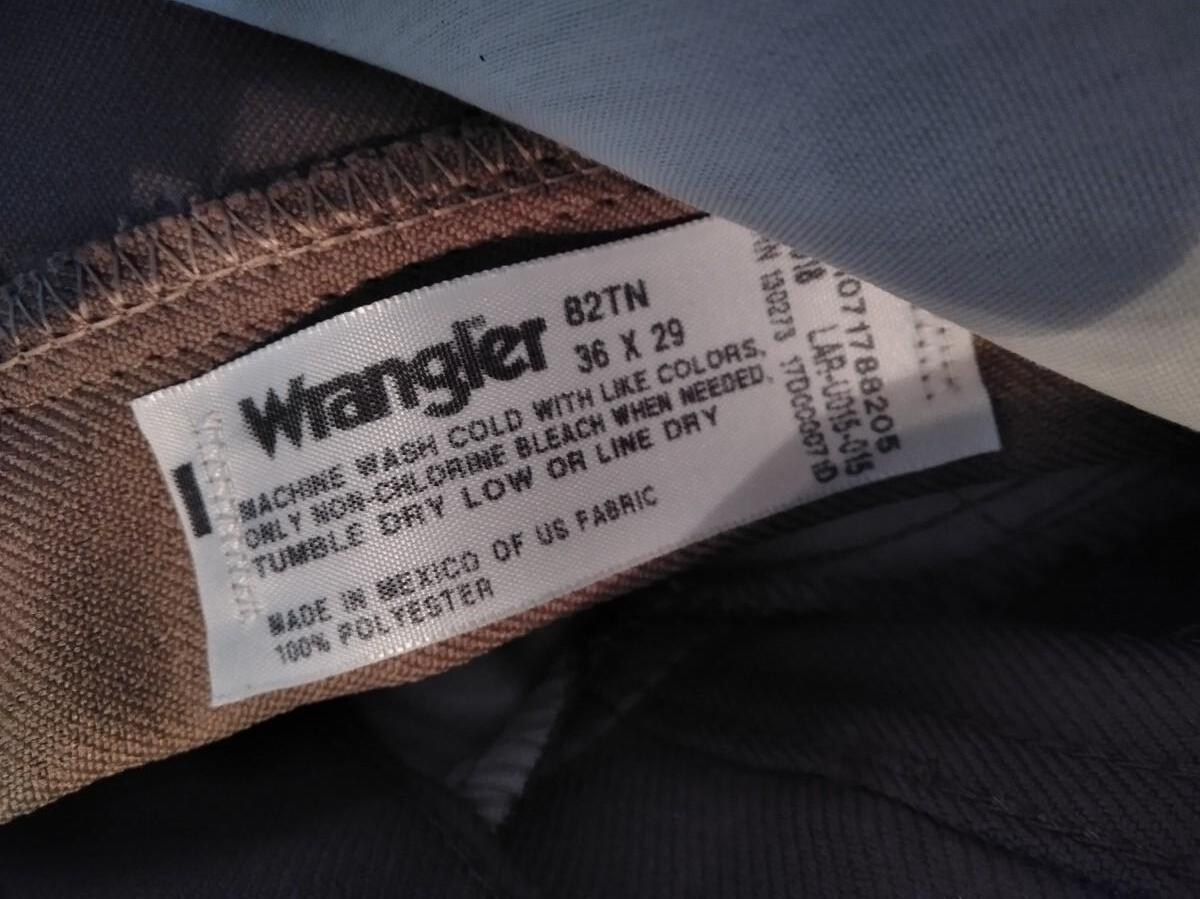 Wrangler
82TN
36 X 29
MACHINE WASH COLD WITH LIKE COLORS,
ONLY NON-CHLORINE BLEACH WHEN NEEDED,
TUMBLE DRY LOW OR LINE DRY
MADE IN MEXICO OF US FABRIC
100% POLYESTER
130273